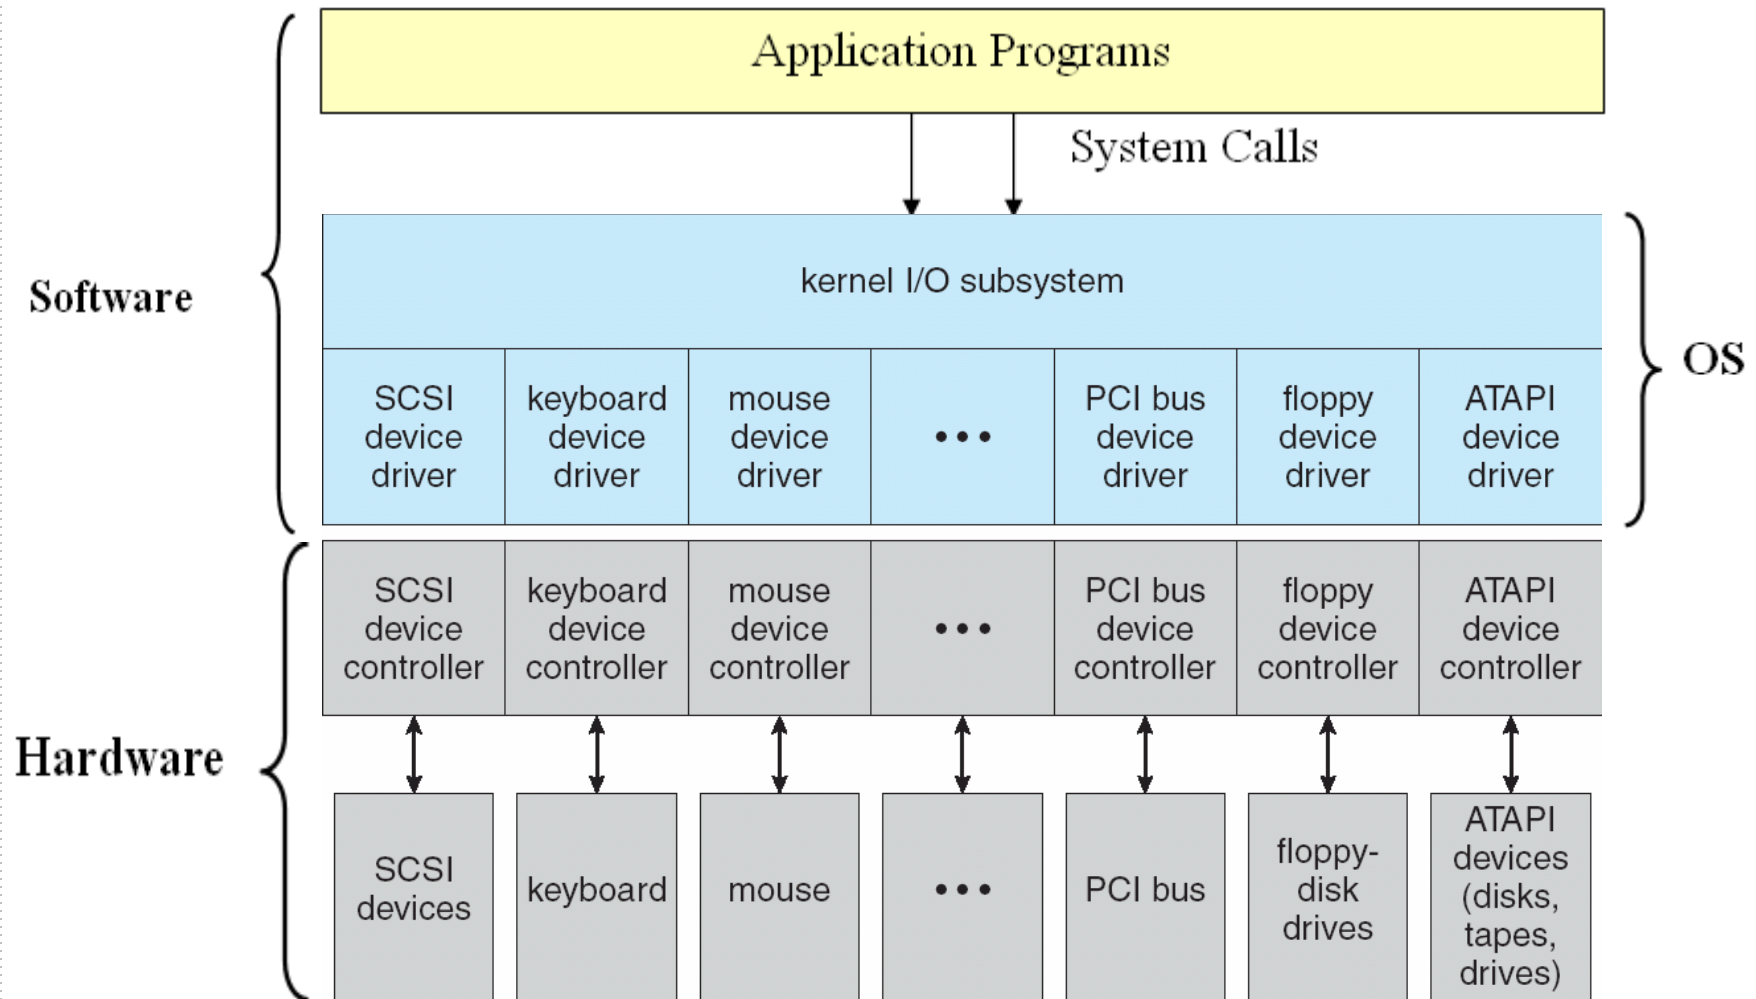 Application Programs
System Calls
Software
kernel I/O subsystem
OS
SCSI
device
driver
keyboard
device
driver
mouse
device
driver
•••
PCI bus
device
driver
floppy
device
driver
ATAPI
device
driver
Hardware
SCSI
device
controller
keyboard
device
controller
mouse
device
controller
•••
PCI bus
device
controller
floppy
device
controller
ATAPI
device
controller
SCSI
devices
keyboard
mouse
•••
PCI bus
floppy-
disk
drives
ATAPI
devices
(disks,
tapes,
drives)